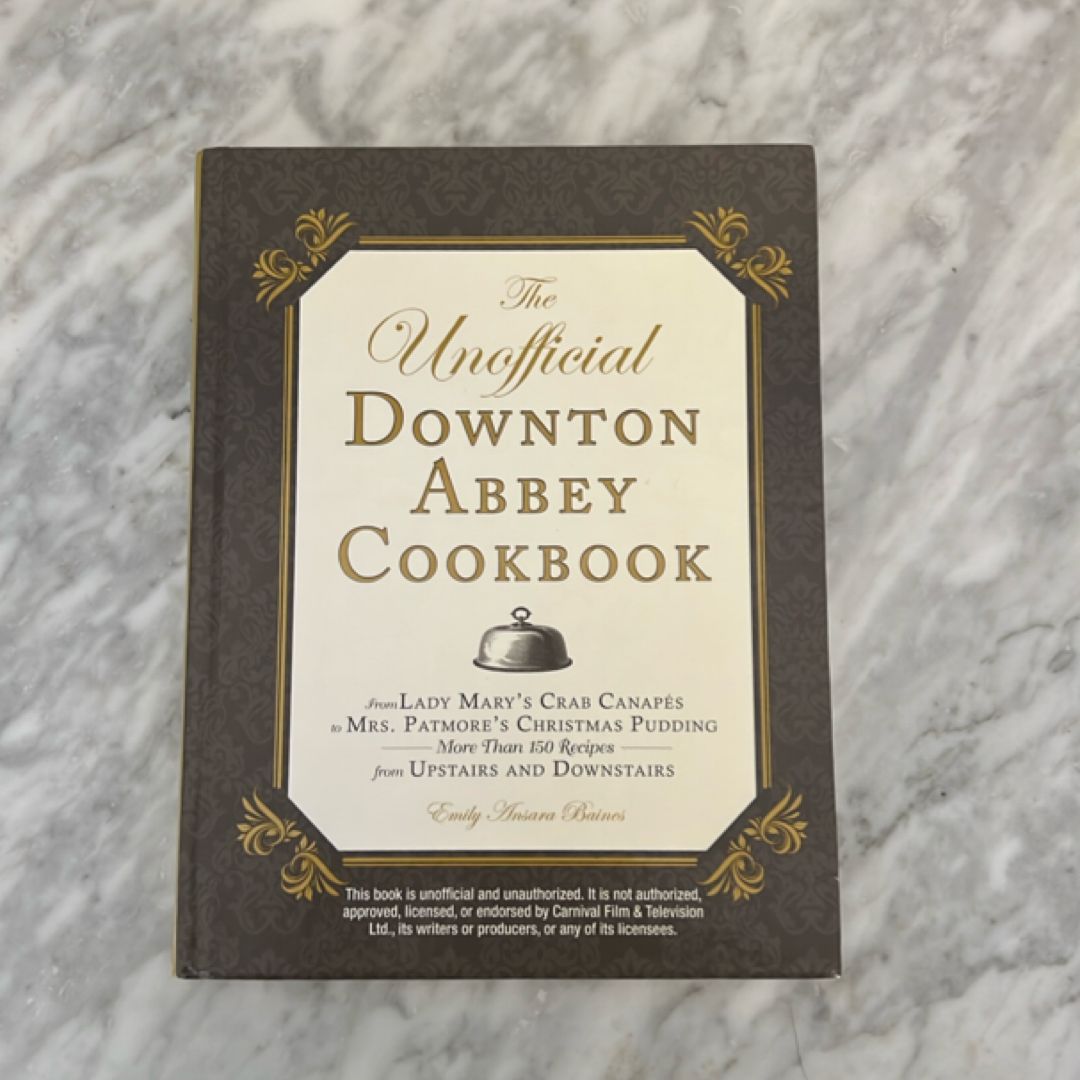 The
Unofficial
DOWNTON
ABBEY
COOKBOOK
from LADY MARY'S CRAB CANAPÉS
to MRS. PATMORE'S CHRISTMAS PUDDING
More Than 150 Recipes
from UPSTAIRS AND DOWNSTAIRS
Emily Ansara Baines
This book is unofficial and unauthorized. It is not authorized,
approved, licensed, or endorsed by Carnival Film & Television
Ltd., its writers or producers, or any of its licensees.